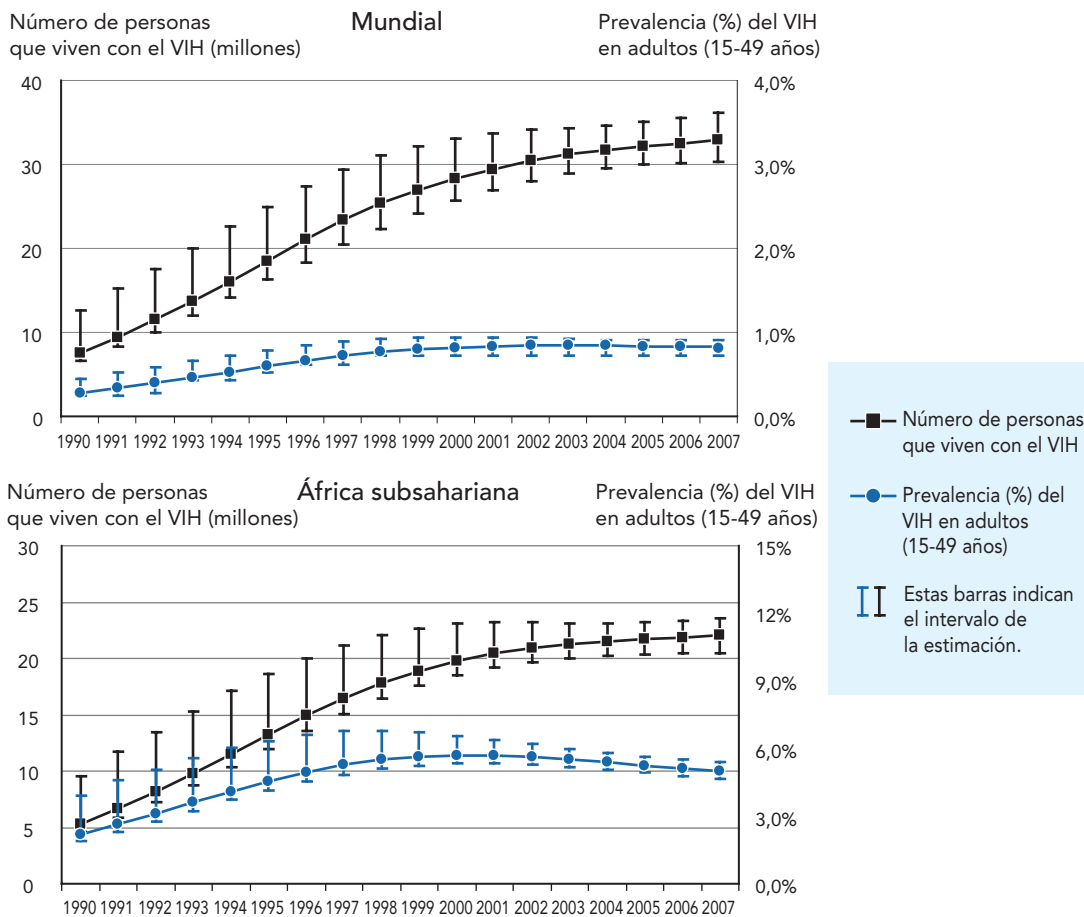 Número de personas
que viven con el VIH (millones)
Mundial
Prevalencia (%) del VIH
en adultos (15-49 años)
40
30
20
10
0
4,0%
3,0%
2,0%
1,0%
0,0%
1990 1991 1992 1993 1994 1995 1996 1997 1998 1999 2000 2001 2002 2003 2004 2005 2006 2007
Número de personas
que viven con el VIH (millones)
África subsahariana
Prevalencia (%) del VIH
en adultos (15-49 años)
30
25
20
15
10
5
0
15%
12%
9,0%
6,0%
3,0%
0,0%
1990 1991 1992 1993 1994 1995 1996 1997 1998 1999 2000 2001 2002 2003 2004 2005 2006 2007
Número de personas
que viven con el VIH
Prevalencia (%) del
VIH en adultos
(15-49 años)
Estas barras indican
el intervalo de
la estimación.